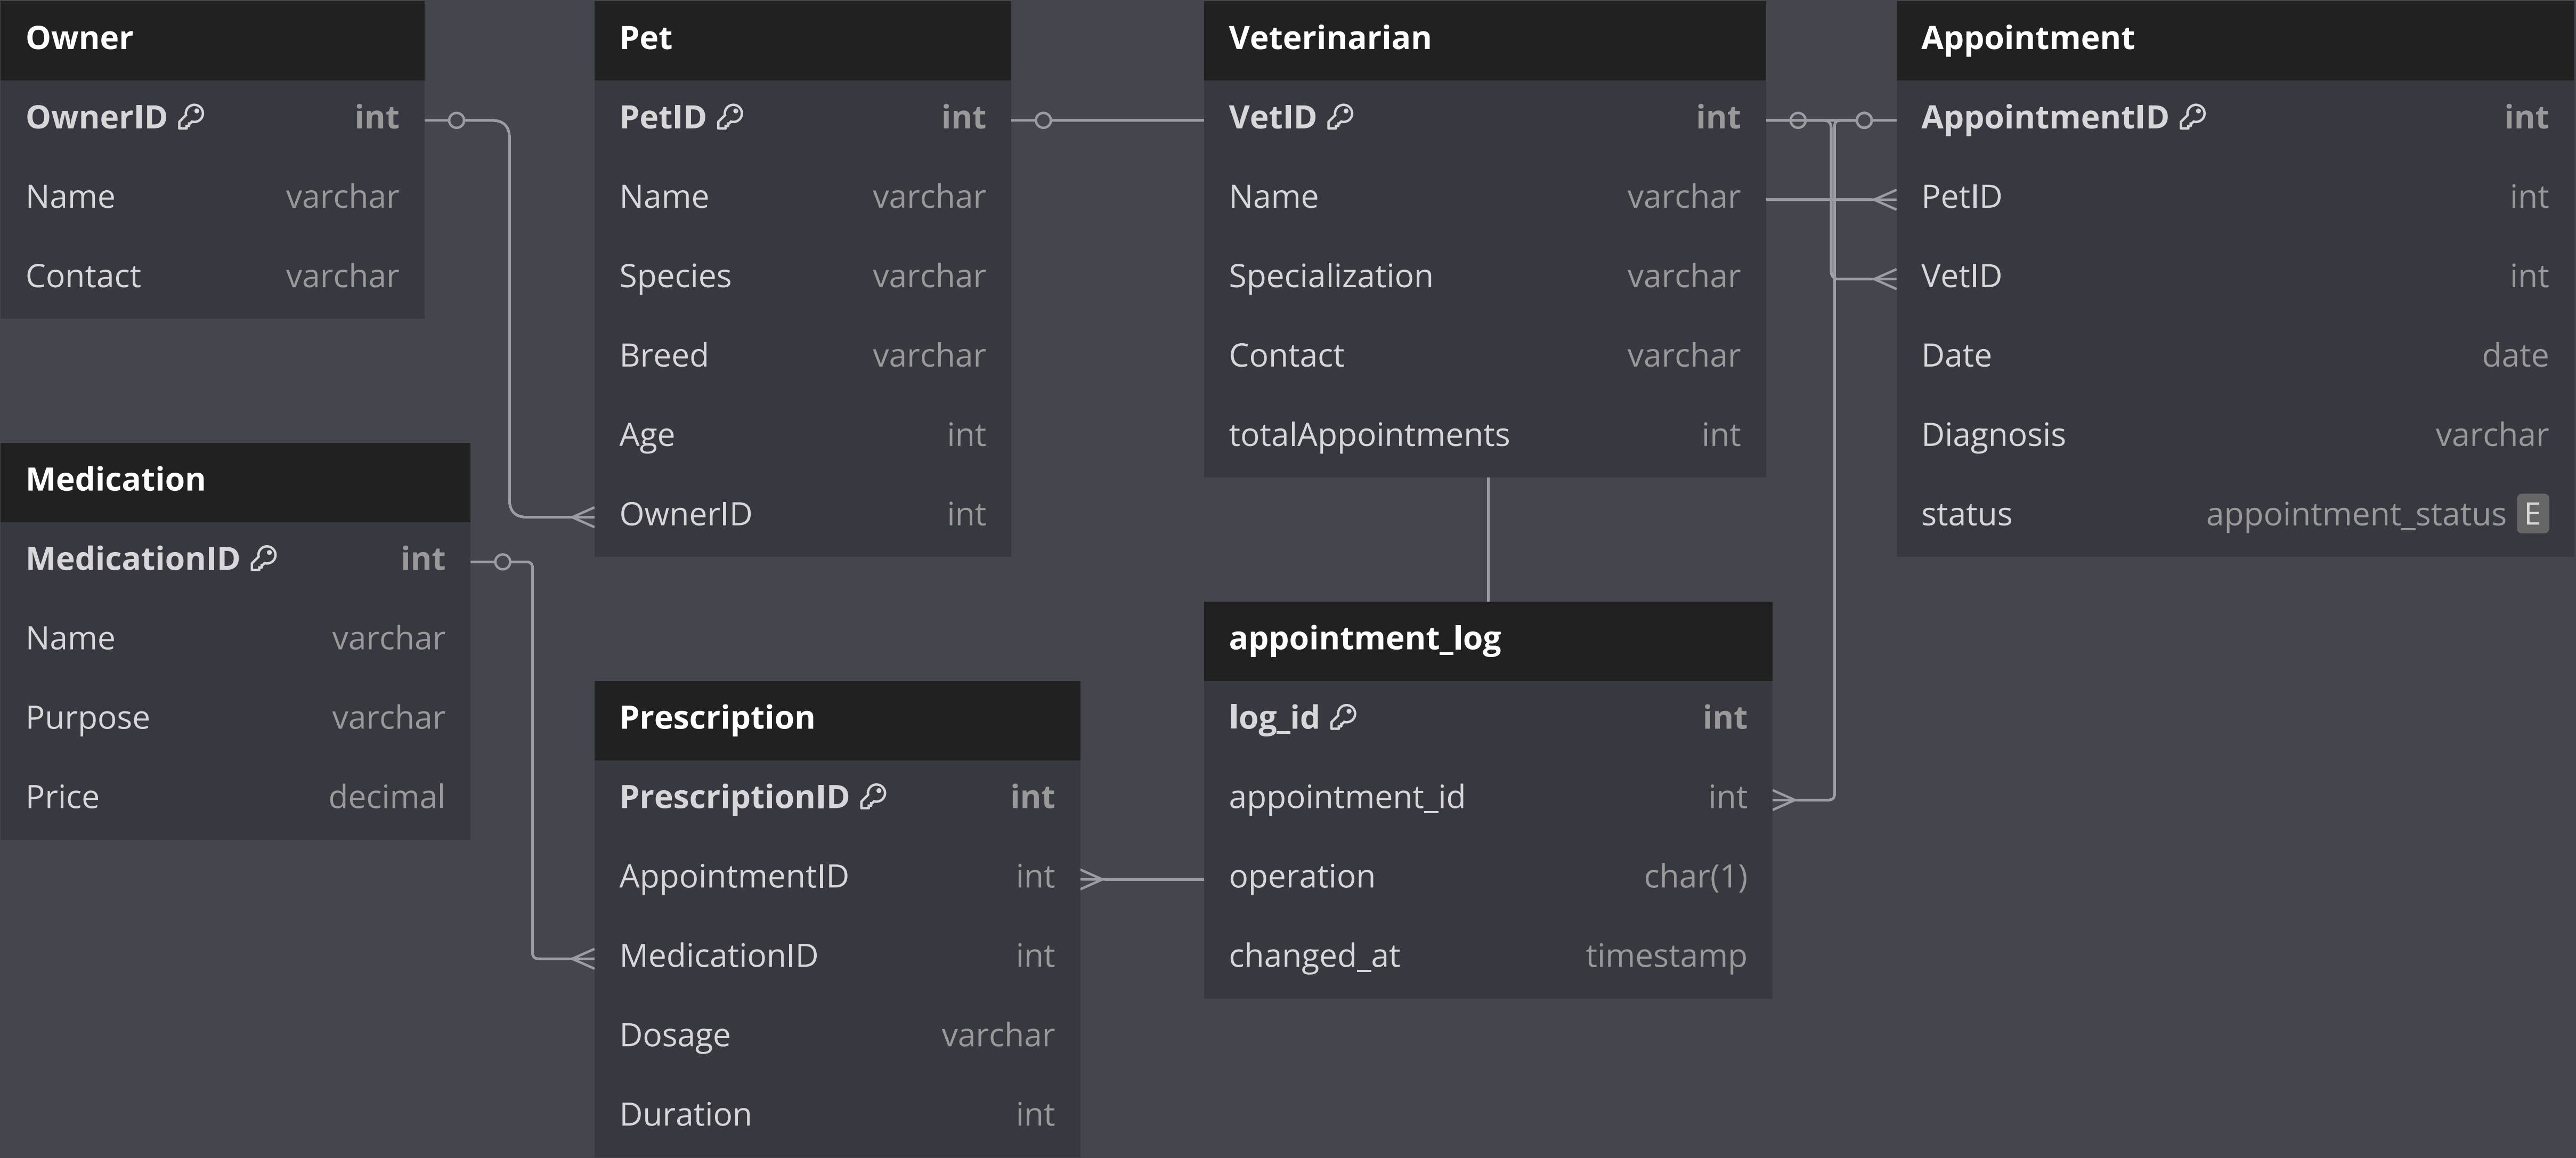 Owner
OwnerID int
Name varchar
Contact varchar
Pet
PetID int
Name varchar
Species varchar
Breed varchar
Age int
OwnerID int
Veterinarian
VetID int
Name varchar
Specialization varchar
Contact varchar
totalAppointments int
Appointment
AppointmentID int
PetID int
VetID int
Date date
Diagnosis varchar
status appointment_status E
Medication
MedicationID int
Name varchar
Purpose varchar
Price decimal
Prescription
PrescriptionID int
AppointmentID int
MedicationID int
Dosage varchar
Duration int
appointment_log
log_id int
appointment_id int
operation char(1)
changed_at timestamp